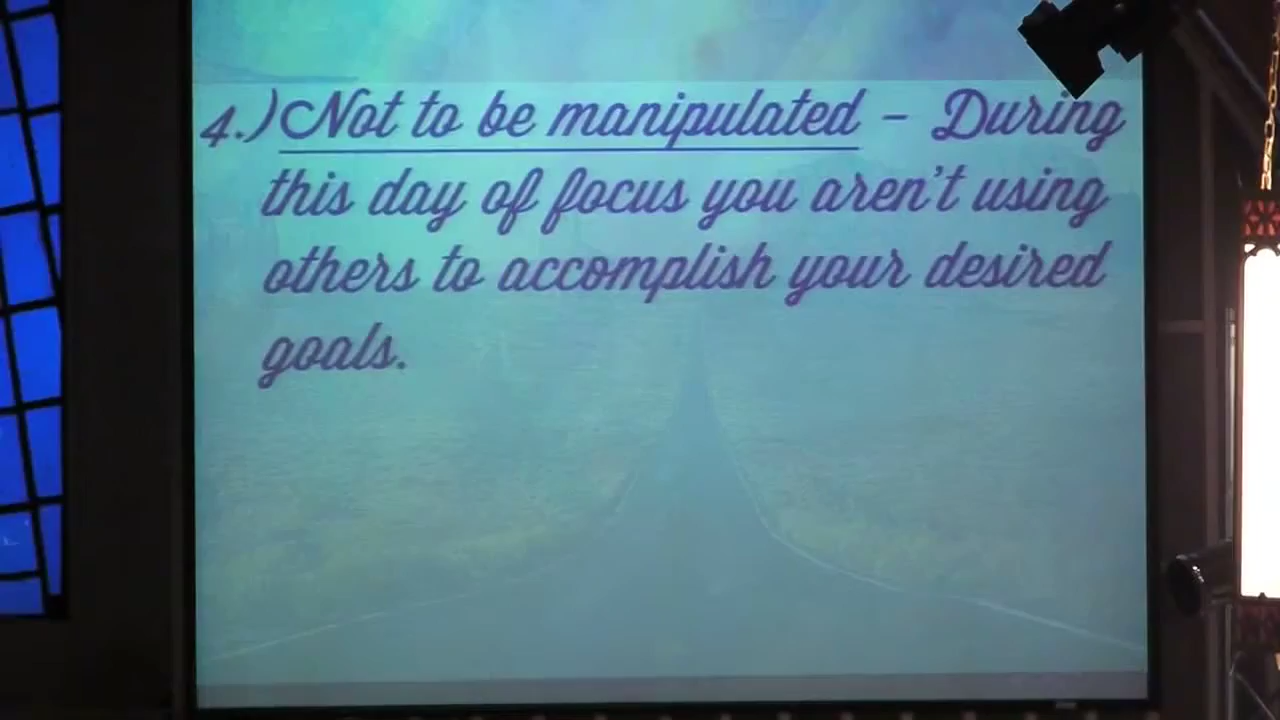 4.) Not to be manipulated – During
this day of focus you aren't using
others to accomplish your desired
goals.